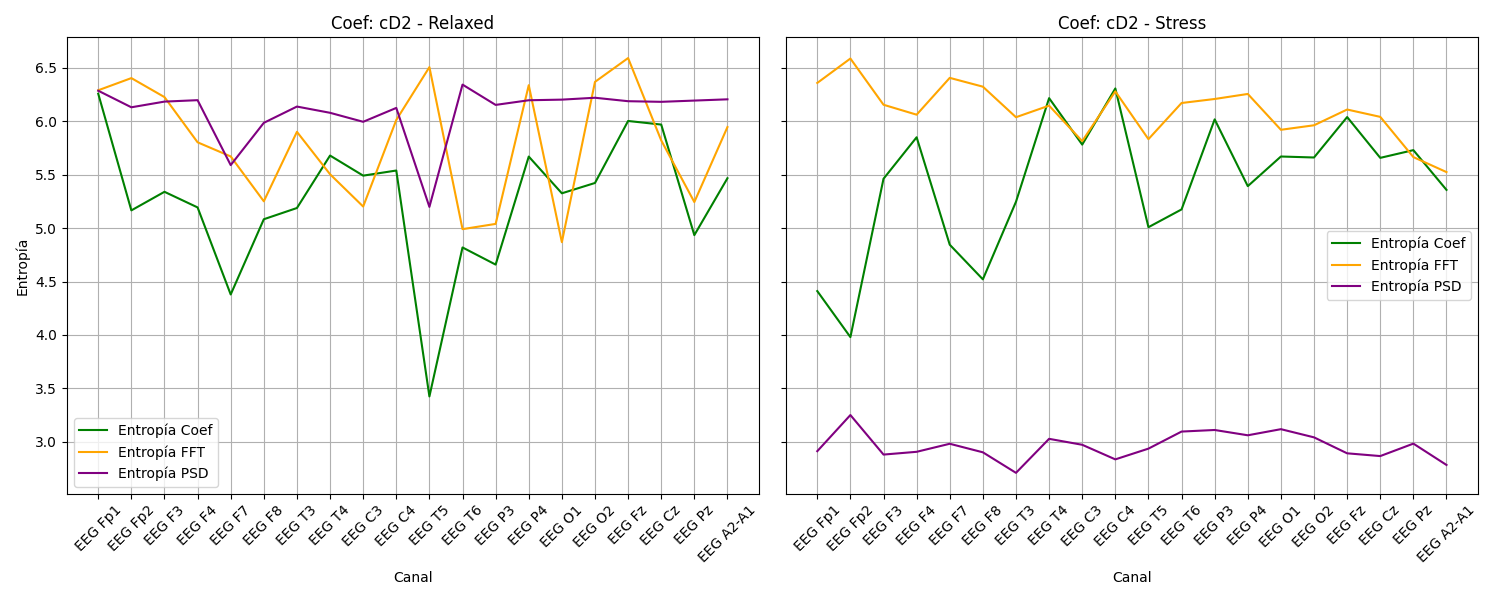 Coef: cD2 - Relaxed
Entropía
6.5
6.0
5.5
5.0
4.5
4.0
3.5
3.0
Entropía Coef
Entropía FFT
Entropía PSD
EEG Fp1
EEG Fp2
EEG F3
EEG F4
EEG F7
EEG F8
EEG T3
EEG T4
EEG C3
EEG C4
EEG T5
EEG T6
EEG P3
EEG P4
EEG O1
EEG O2
EEG Fz
EEG Cz
EEG Pz
EEG A2-A1
Canal
Coef: cD2 - Stress
Entropía Coef
Entropía FFT
Entropía PSD
EEG Fp1
EEG Fp2
EEG F3
EEG F4
EEG F7
EEG F8
EEG T3
EEG T4
EEG C3
EEG C4
EEG T5
EEG T6
EEG P3
EEG P4
EEG O1
EEG O2
EEG Fz
EEG Cz
EEG Pz
EEG A2-A1
Canal